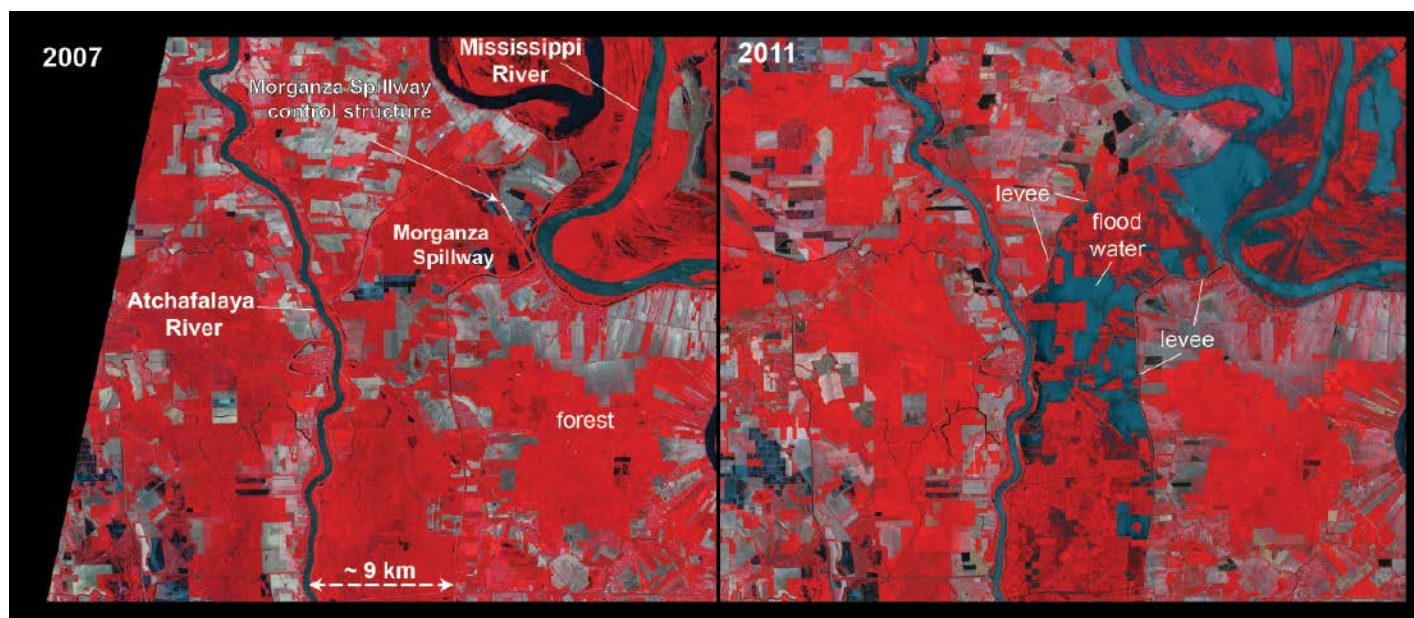 2007
Mississippi
River
Morganza Spillway
control structure
Morganza
Spillway
Atchafalaya
River
forest
~ 9 km
2011
levee
flood
water
levee